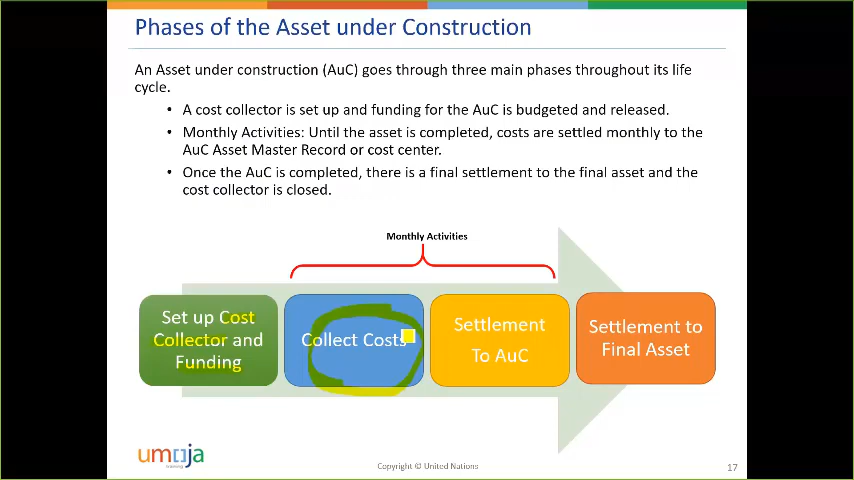 Phases of the Asset under Construction
An Asset under construction (AuC) goes through three main phases throughout its life
cycle.
• A cost collector is set up and funding for the AuC is budgeted and released.
• Monthly Activities: Until the asset is completed, costs are settled monthly to the
AuC Asset Master Record or cost center.
• Once the AuC is completed, there is a final settlement to the final asset and the
cost collector is closed.
Monthly Activities
Set up Cost
Collector and
Funding
Collect Costs
Settlement
To AuC
Settlement to
Final Asset
umoja
training
Copyright © United Nations
17